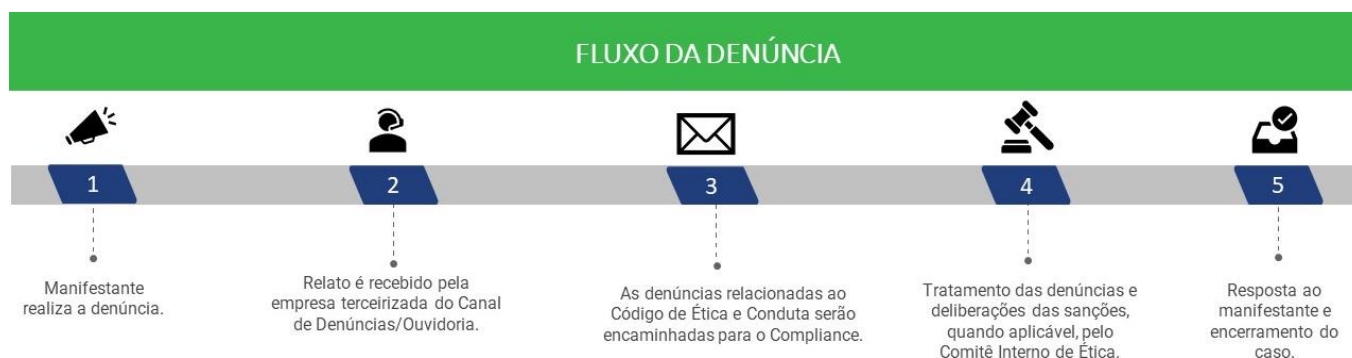 FLUXO DA DENÚNCIA
1
2
3
4
5
Manifestante
realiza a denúncia.
Relato é recebido pela
empresa terceirizada do Canal
de Denúncias/Ouvidoria.
As denúncias relacionadas ao
Código de Ética e Conduta serão
encaminhadas para o Compliance.
Tratamento das denúncias e
deliberações das sanções,
quando aplicável, pelo
Comitê Interno de Ética.
Resposta ao
manifestante e
encerramento do
caso.